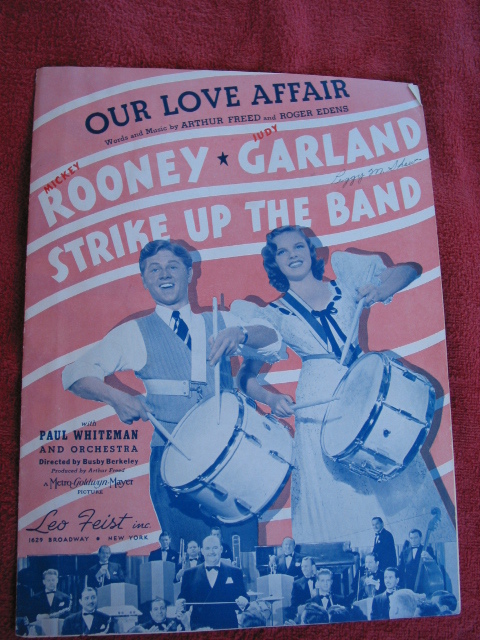 OUR LOVE AFFAIR
Words and Music by ARTHUR FREED and ROGER EDENS
MICKEY ROONEY ★ JUDY GARLAND
STRIKE UP THE BAND
with
PAUL WHITEMAN
AND ORCHESTRA
Directed by Busby Berkeley
Produced by Arthur Freed
A Metro-Goldwyn-Mayer
PICTURE
Leo Feist inc.
1629 BROADWAY • NEW YORK